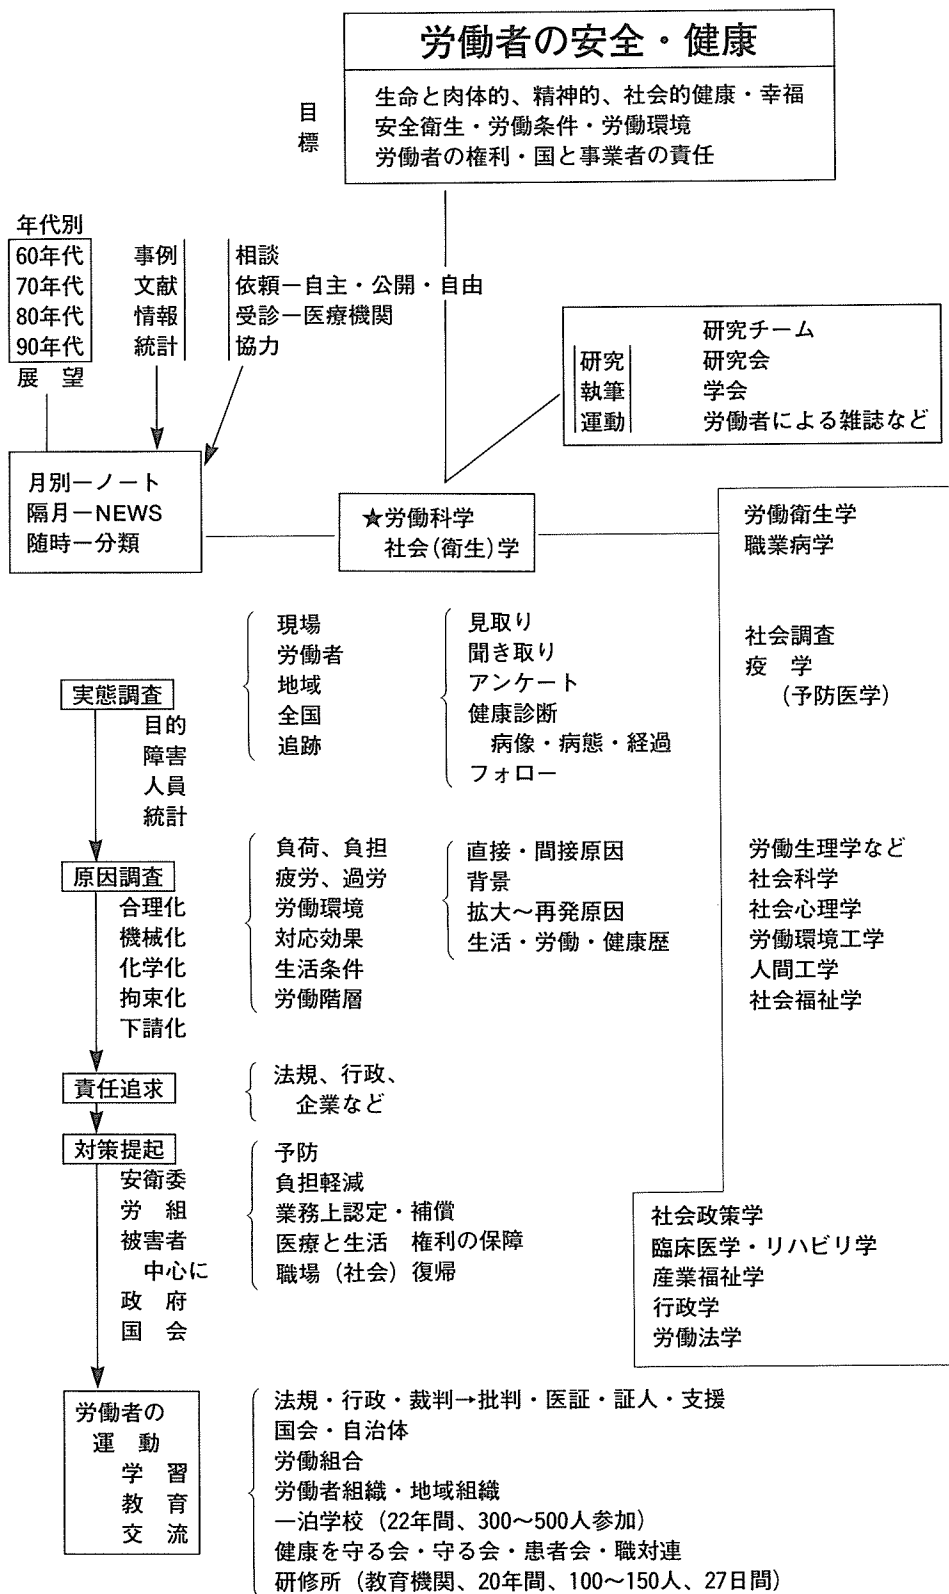 労働者の安全・健康
目標
生命と肉体的、精神的、社会的健康・幸福
安全衛生・労働条件・労働環境
労働者の権利・国と事業者の責任
年代別
60年代
70年代
80年代
90年代
展 望
事例
文献
情報
統計
相談
依頼－自主・公開・自由
受診－医療機関
協力
研究
執筆
運動
研究チーム
研究会
学会
労働者による雑誌など
月別－ノート
隔月－NEWS
随時－分類
★労働科学
社会(衛生)学
労働衛生学
職業病学
社会調査
疫 学
(予防医学)
労働生理学など
社会科学
社会心理学
労働環境工学
人間工学
社会福祉学
社会政策学
臨床医学・リハビリ学
産業福祉学
行政学
労働法学
実態調査
目的
障害
人員
統計
現場
労働者
地域
全国
追跡
見取り
聞き取り
アンケート
健康診断
病像・病態・経過
フォロー
原因調査
合理化
機械化
化学化
拘束化
下請化
負荷、負担
疲労、過労
労働環境
対応効果
生活条件
労働階層
直接・間接原因
背景
拡大～再発原因
生活・労働・健康歴
責任追求
法規、行政、
企業など
対策提起
安衛委
労 組
被害者
中心に
政 府
国 会
予防
負担軽減
業務上認定・補償
医療と生活 権利の保障
職場（社会）復帰
労働者の
運 動
学 習
教 育
交 流
法規・行政・裁判→批判・医証・証人・支援
国会・自治体
労働組合
労働者組織・地域組織
一泊学校（22年間、300～500人参加）
健康を守る会・守る会・患者会・職対連
研修所（教育機関、20年間、100～150人、27日間）